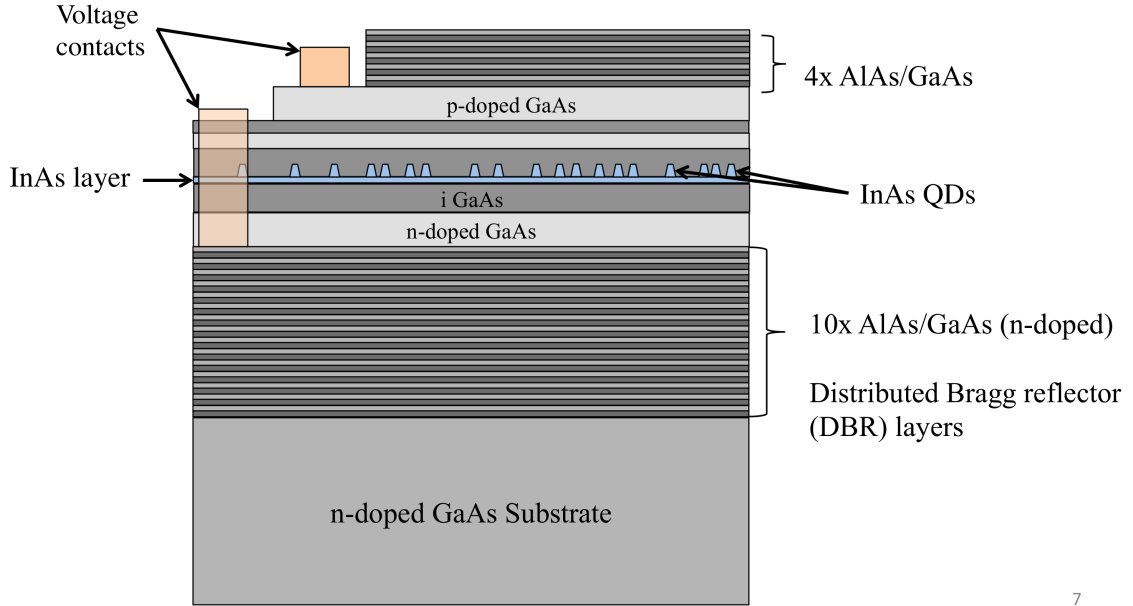 Voltage
contacts
4x AlAs/GaAs
p-doped GaAs
InAs layer
InAs QDs
i GaAs
n-doped GaAs
10x AlAs/GaAs (n-doped)
Distributed Bragg reflector
(DBR) layers
n-doped GaAs Substrate
7